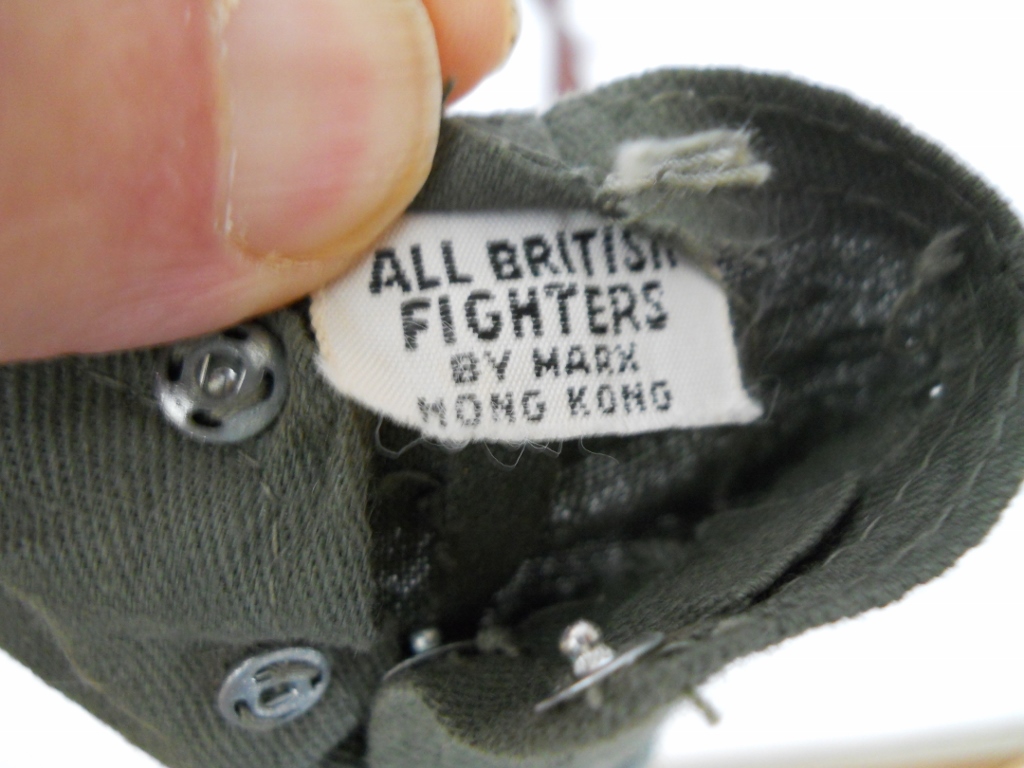 ALL BRITISH
FIGHTERS
BY MARX
HONG KONG